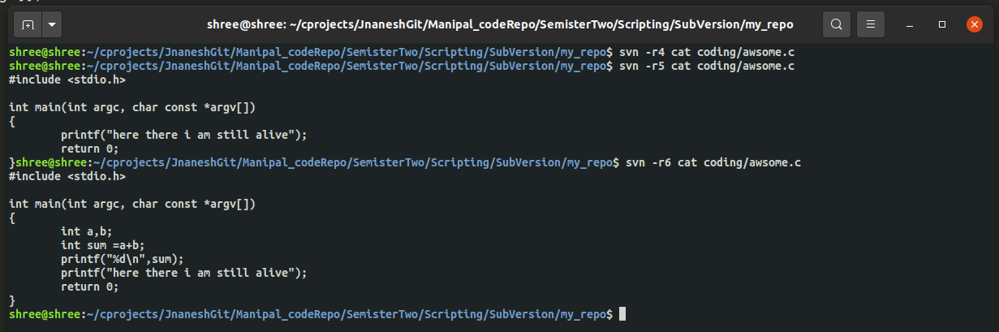 shree@shree: ~/cprojects/JnaneshGit/Manipal_codeRepo/SemisterTwo/Scripting/SubVersion/my_repo
shree@shree:~/cprojects/JnaneshGit/Manipal_codeRepo/SemisterTwo/Scripting/SubVersion/my_repo$ svn -r4 cat coding/awsome.c
shree@shree:~/cprojects/JnaneshGit/Manipal_codeRepo/SemisterTwo/Scripting/SubVersion/my_repo$ svn -r5 cat coding/awsome.c
#include <stdio.h>

int main(int argc, char const *argv[])
{
        printf("here there i am still alive");
        return 0;
}shree@shree:~/cprojects/JnaneshGit/Manipal_codeRepo/SemisterTwo/Scripting/SubVersion/my_repo$ svn -r6 cat coding/awsome.c
#include <stdio.h>

int main(int argc, char const *argv[])
{
        int a,b;
        int sum =a+b;
        printf("%d\n",sum);
        printf("here there i am still alive");
        return 0;
}
shree@shree:~/cprojects/JnaneshGit/Manipal_codeRepo/SemisterTwo/Scripting/SubVersion/my_repo$